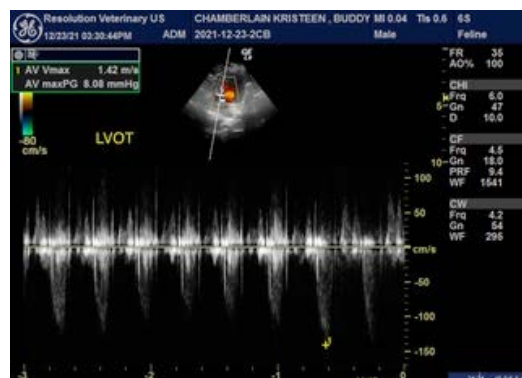 Resolution Veterinary US CHAMBERLAIN KRISTEEN , BUDDY MI 0.04 TIs 0.6 6S
12/23/21 03:30:44PM ADM 2021-12-23-2CB Male Feline
1 AV Vmax 1.42 m/s
AV maxPG 8.08 mmHg
-80
cm/s
LVOT
5
10
FR 35
AO% 100
CHI
Frq 6.0
Gn 47
D 10.0
CF
Frq 4.5
Gn 18.0
PRF 9.4
WF 1541
CW
Frq 4.2
Gn 54
WF 295
100
50
cm/s
-50
-100
-150
1
-3 -2 -1 0